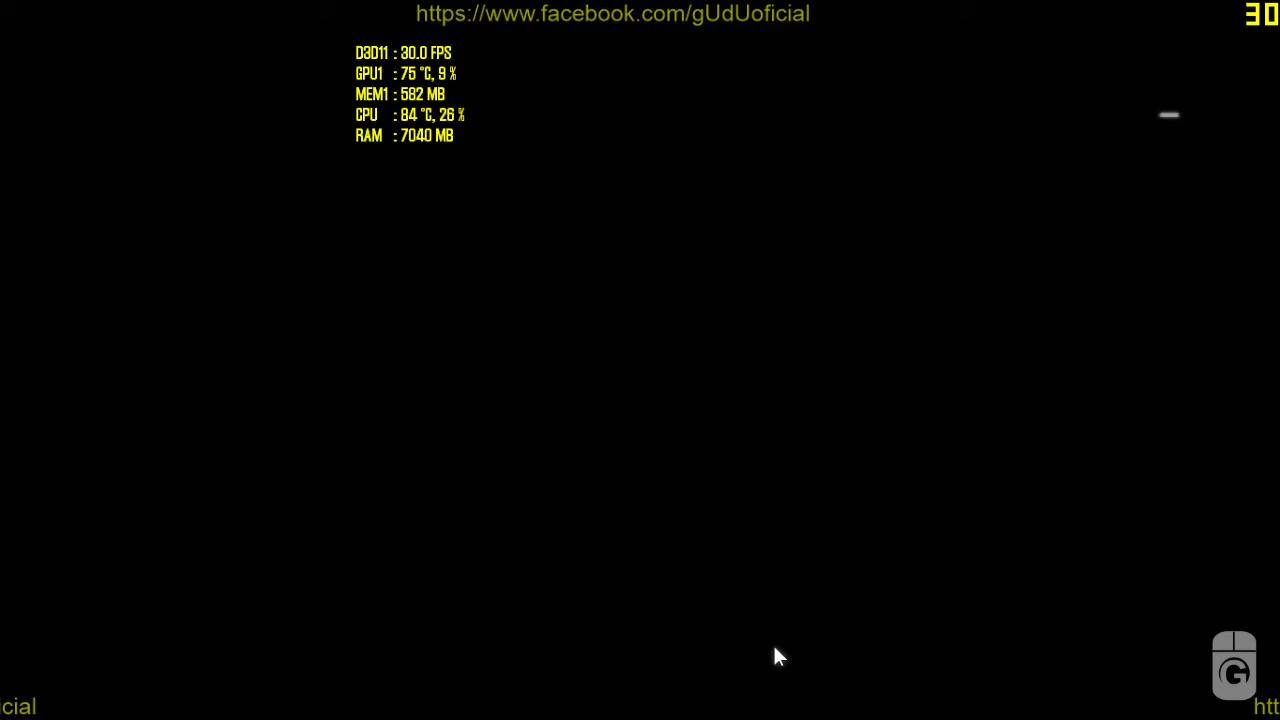 https://www.facebook.com/gUdUoficial
30
D3D11 : 30.0 FPS
GPU1 : 75 °C, 9 %
MEM1 : 582 MB
CPU : 84 °C, 26 %
RAM : 7040 MB
G
icial
htt